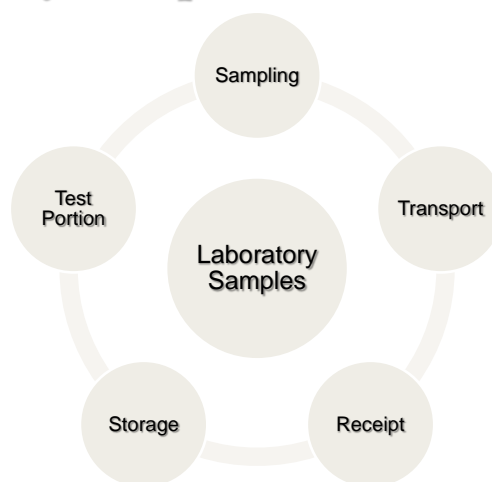 Sampling
Transport
Receipt
Storage
Test
Portion
Laboratory
Samples